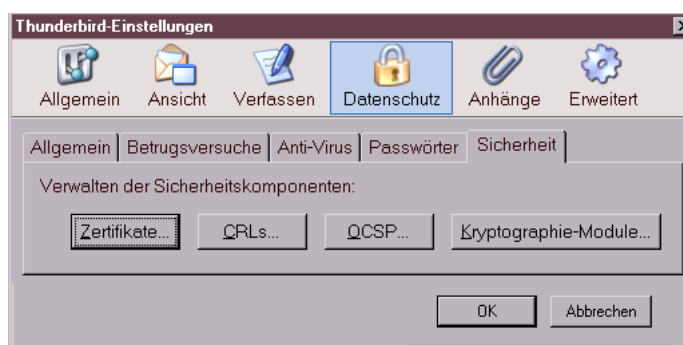 Thunderbird-Einstellungen
Allgemein Ansicht Verfassen Datenschutz Anhänge Erweitert
Allgemein Betrugsversuche Anti-Virus Passwörter Sicherheit
Verwalten der Sicherheitskomponenten:
Zertifikate... CRLs... OCSP... Kryptographie-Module...
OK Abbrechen